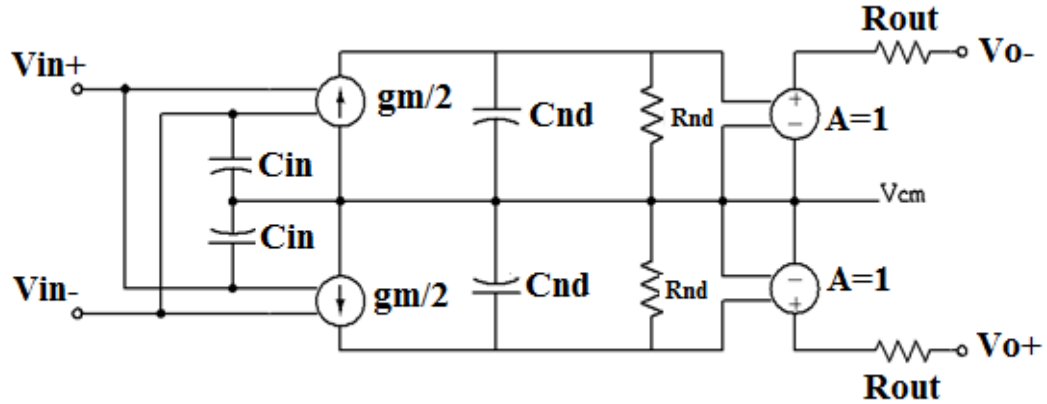 Rout
Vin+
Vo-
gm/2
Cnd
Rnd
+
−
A=1
Cin
Vcm
Cin
Vin-
gm/2
Cnd
Rnd
−
+
A=1
Vo+
Rout